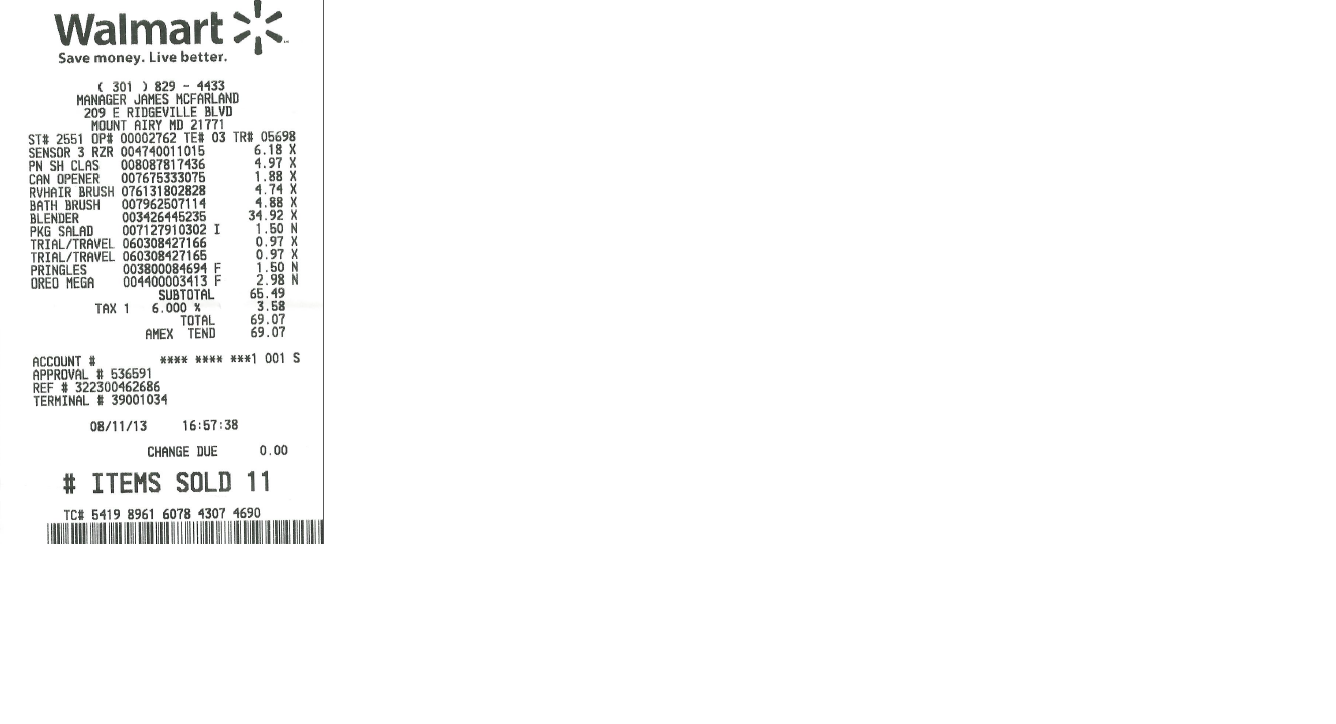 Walmart
Save money. Live better.
( 301 ) 829 - 4433
MANAGER JAMES MCFARLAND
209 E RIDGEVILLE BLVD
MOUNT AIRY MD 21771
ST# 2551 OP# 00002762 TE# 03 TR# 05698
SENSOR 3 RZR 004740011015 6.18 X
PN SH CLAS 008087817436 4.97 X
CAN OPENER 007675333075 1.88 X
RVHAIR BRUSH 076131802828 4.74 X
BATH BRUSH 007962507114 4.88 X
BLENDER 003426445235 34.92 X
PKG SALAD 007127910302 I 1.50 N
TRIAL/TRAVEL 060308427166 0.97 X
TRIAL/TRAVEL 060308427165 0.97 X
PRINGLES 003800084694 F 1.50 N
OREO MEGA 004400003413 F 2.98 N
SUBTOTAL 65.49
TAX 1 6.000 % 3.58
TOTAL 69.07
AMEX TEND 69.07
ACCOUNT # **** **** ***1 001 S
APPROVAL # 536591
REF # 322300462686
TERMINAL # 39001034
08/11/13 16:57:38
CHANGE DUE 0.00
# ITEMS SOLD 11
TC# 5419 8961 6078 4307 4690